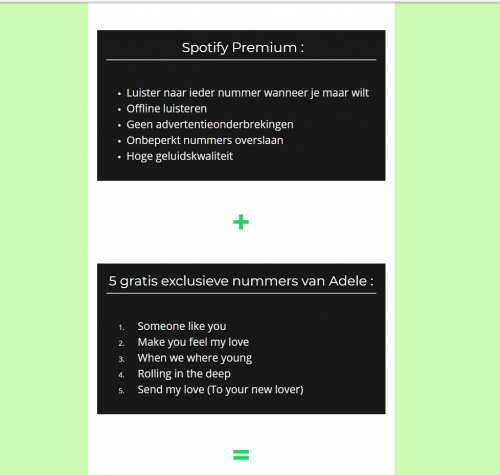 Spotify Premium :
• Luister naar ieder nummer wanneer je maar wilt
• Offline luisteren
• Geen advertentieonderbrekingen
• Onbeperkt nummers overslaan
• Hoge geluidskwaliteit
+
5 gratis exclusieve nummers van Adele :
1. Someone like you
2. Make you feel my love
3. When we where young
4. Rolling in the deep
5. Send my love (To your new lover)
=